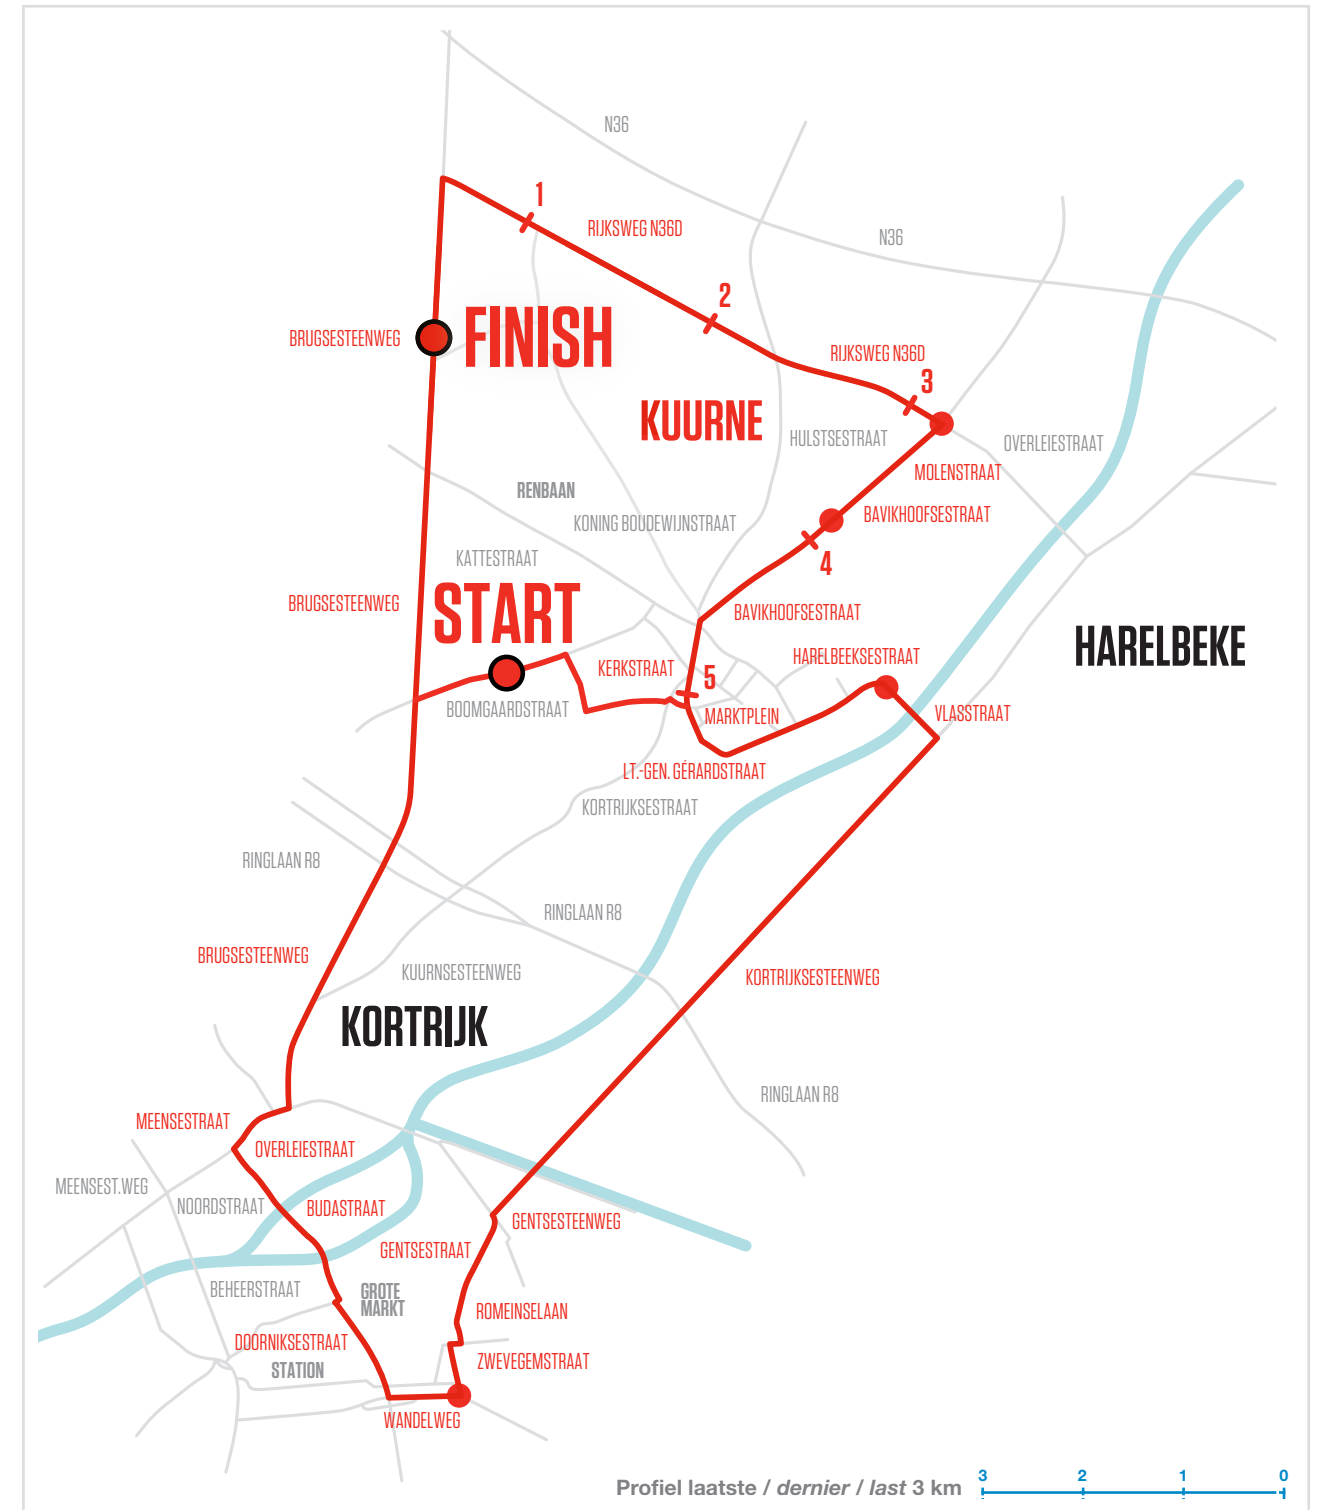 N36
1
RIJKSWEG N36D
N36
2
BRUGSESTEENWEG
FINISH
RIJKSWEG N36D
3
KUURNE
HULSTSESTRAAT
OVERLEIESTRAAT
MOLENSTRAAT
RENBAAN
BAVIKHOOFSESTRAAT
KONING BOUDEWIJNSTRAAT
KATTESTRAAT
4
BRUGSESTEENWEG
START
BAVIKHOOFSESTRAAT
HARELBEKE
HARELBEEKSESTRAAT
KERKSTRAAT
5
BOOMGAARDSTRAAT
MARKTPLEIN
VLASSTRAAT
LT.-GEN. GÉRARDSTRAAT
KORTRIJKSESTRAAT
RINGLAAN R8
RINGLAAN R8
BRUGSESTEENWEG
KUURNSESTEENWEG
KORTRIJKSESTEENWEG
KORTRIJK
RINGLAAN R8
MEENSESTRAAT
OVERLEIESTRAAT
MEENSEST.WEG
NOORDSTRAAT
BUDASTRAAT
GENTSESTEENWEG
GENTSESTRAAT
BEHEERSTRAAT
GROTE
MARKT
ROMEINSELAAN
DOORNIKSESTRAAT
ZWEVEGEMSTRAAT
STATION
WANDELWEG
Profiel laatste / dernier / last 3 km
3 2 1 0